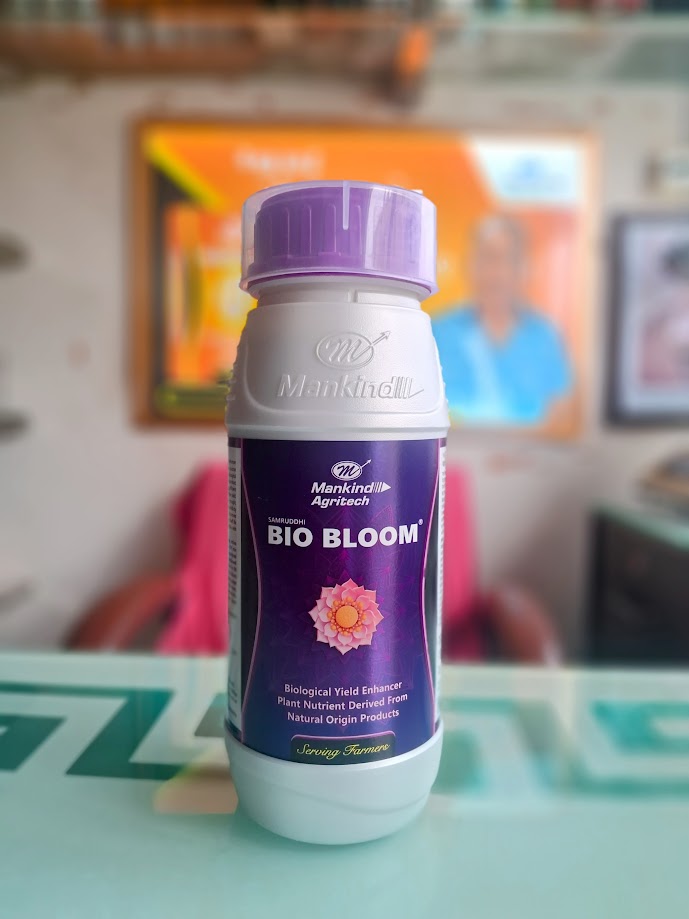 m
Mankind
m
Mankind
Agritech
SAMRUDDHI
BIO BLOOM®
Biological Yield Enhancer
Plant Nutrient Derived From
Natural Origin Products
Serving Farmers